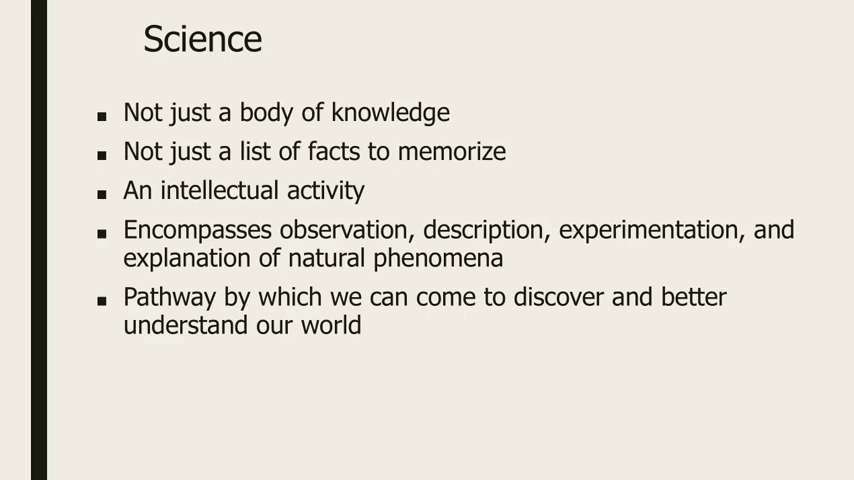 Science
■ Not just a body of knowledge
■ Not just a list of facts to memorize
■ An intellectual activity
■ Encompasses observation, description, experimentation, and
explanation of natural phenomena
■ Pathway by which we can come to discover and better
understand our world